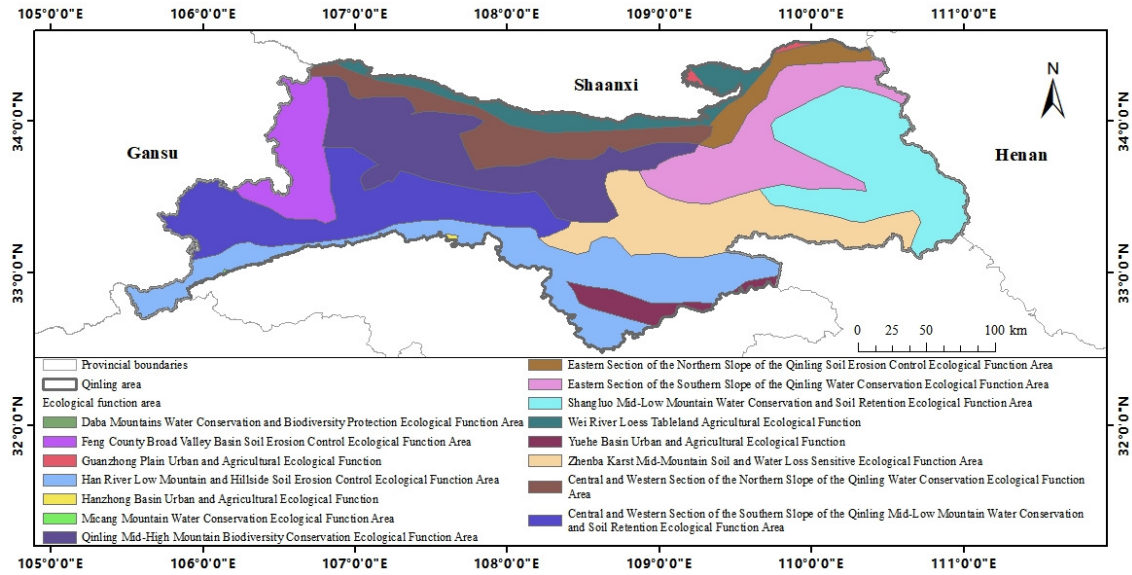 105°0'0"E 106°0'0"E 107°0'0"E 108°0'0"E 109°0'0"E 110°0'0"E 111°0'0"E
N
Shaanxi
34°0'0"N 34°0'0"N
Gansu
Henan
33°0'0"N 33°0'0"N
0 25 50 100 km
Provincial boundaries
Qinling area
Ecological function area
Daba Mountains Water Conservation and Biodiversity Protection Ecological Function Area
Feng County Broad Valley Basin Soil Erosion Control Ecological Function Area
Guanzhong Plain Urban and Agricultural Ecological Function
Han River Low Mountain and Hillside Soil Erosion Control Ecological Function Area
Hanzhong Basin Urban and Agricultural Ecological Function
Micang Mountain Water Conservation Ecological Function Area
Qinling Mid-High Mountain Biodiversity Conservation Ecological Function Area
Eastern Section of the Northern Slope of the Qinling Soil Erosion Control Ecological Function Area
Eastern Section of the Southern Slope of the Qinling Water Conservation Ecological Function Area
Shangluo Mid-Low Mountain Water Conservation and Soil Retention Ecological Function Area
Wei River Loess Tableland Agricultural Ecological Function
Yuehe Basin Urban and Agricultural Ecological Function
Zhenba Karst Mid-Mountain Soil and Water Loss Sensitive Ecological Function Area
Central and Western Section of the Northern Slope of the Qinling Water Conservation Ecological Function
Area
Central and Western Section of the Southern Slope of the Qinling Mid-Low Mountain Water Conservation
and Soil Retention Ecological Function Area
32°0'0"N 32°0'0"N
105°0'0"E 106°0'0"E 107°0'0"E 108°0'0"E 109°0'0"E 110°0'0"E 111°0'0"E